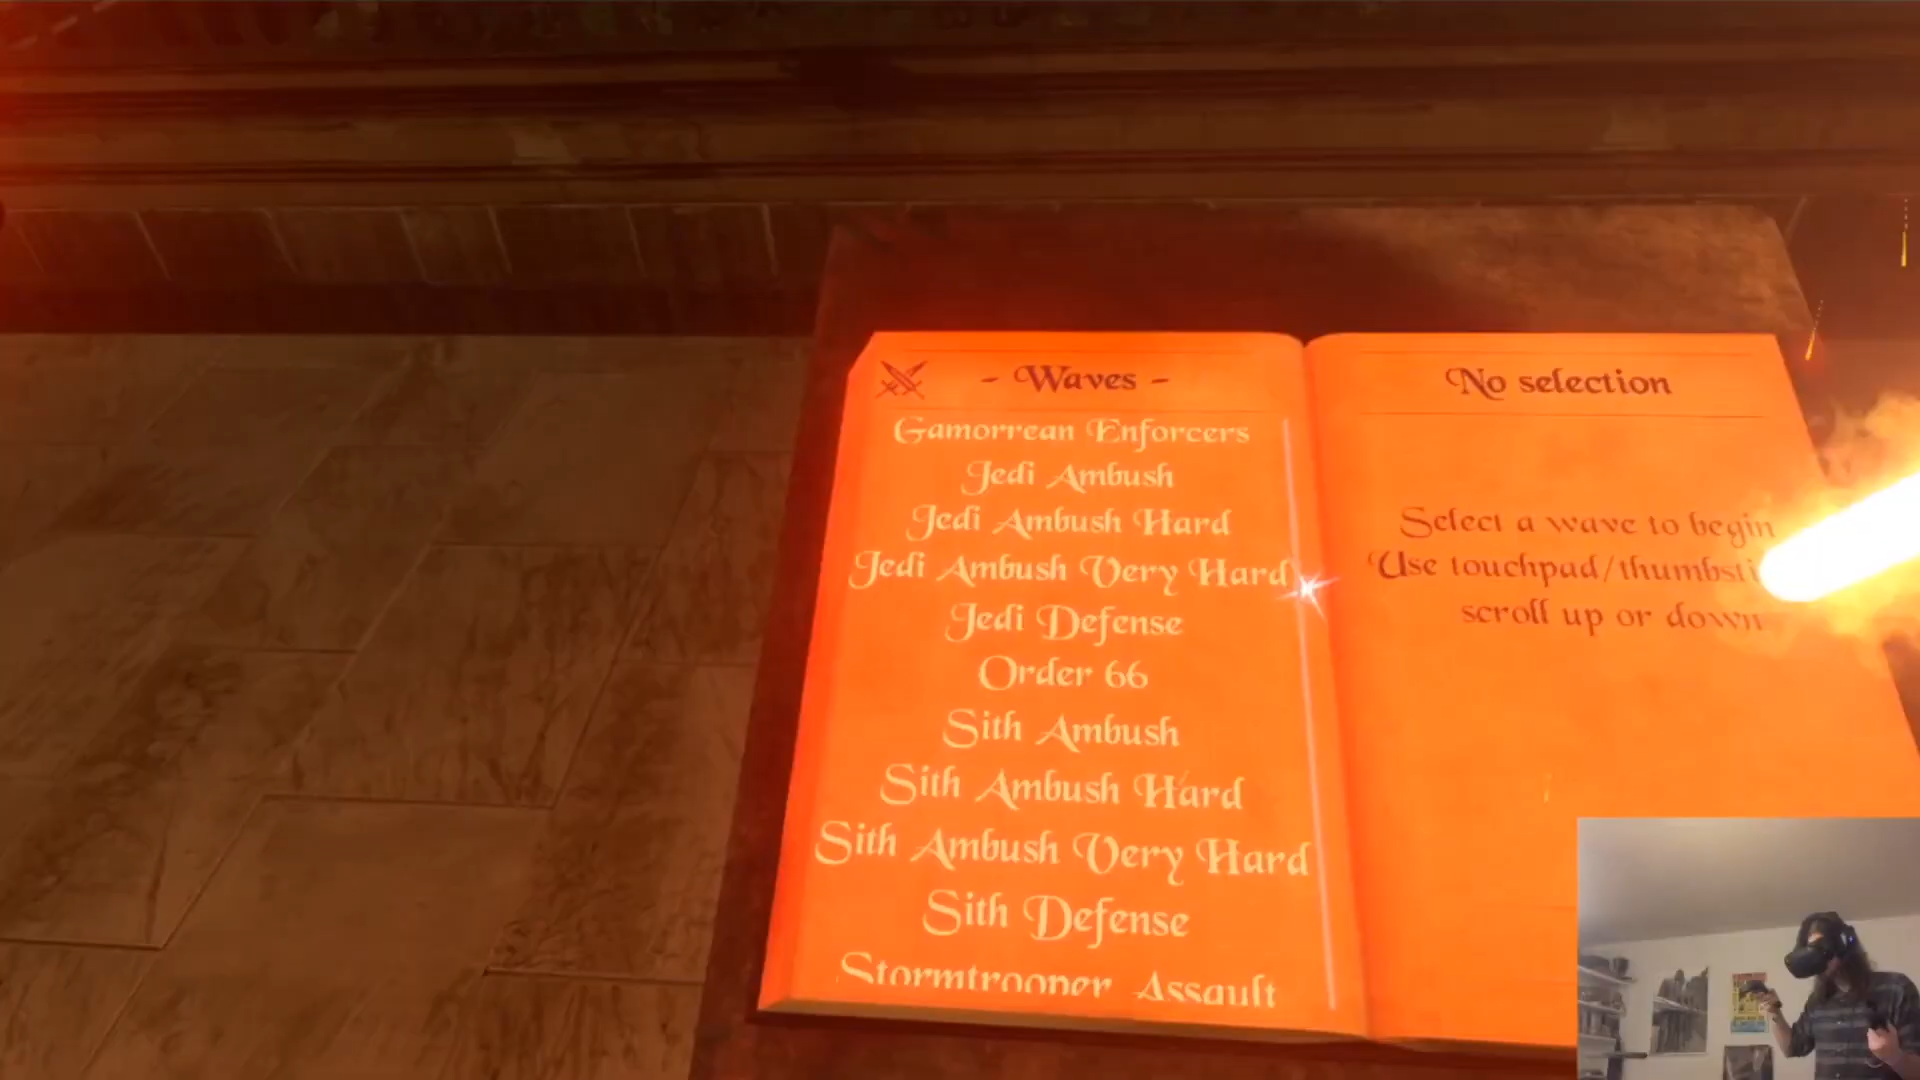 - Waves -
Gamorrean Enforcers
Jedi Ambush
Jedi Ambush Hard
Jedi Ambush Very Hard
Jedi Defense
Order 66
Sith Ambush
Sith Ambush Hard
Sith Ambush Very Hard
Sith Defense
Stormtrooper Assault
No selection
Select a wave to begin
Use
scroll up or down